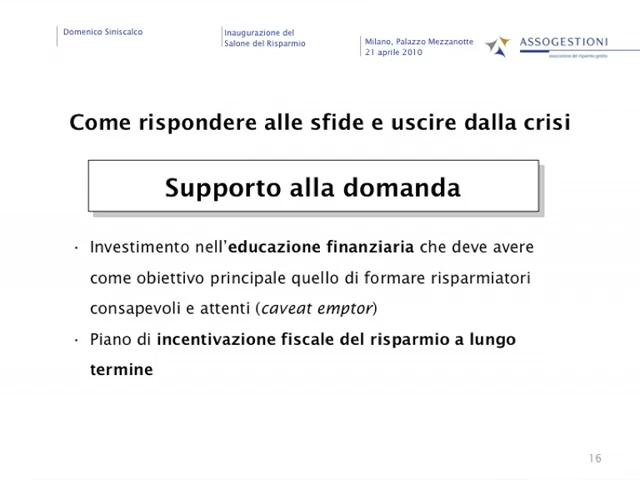 Domenico Siniscalco
Inaugurazione del
Salone del Risparmio
Milano, Palazzo Mezzanotte
21 aprile 2010
ASSOGESTIONI
associazione del risparmio gestito
Come rispondere alle sfide e uscire dalla crisi
Supporto alla domanda
· Investimento nell'educazione finanziaria che deve avere
come obiettivo principale quello di formare risparmiatori
consapevoli e attenti (caveat emptor)
· Piano di incentivazione fiscale del risparmio a lungo
termine
16